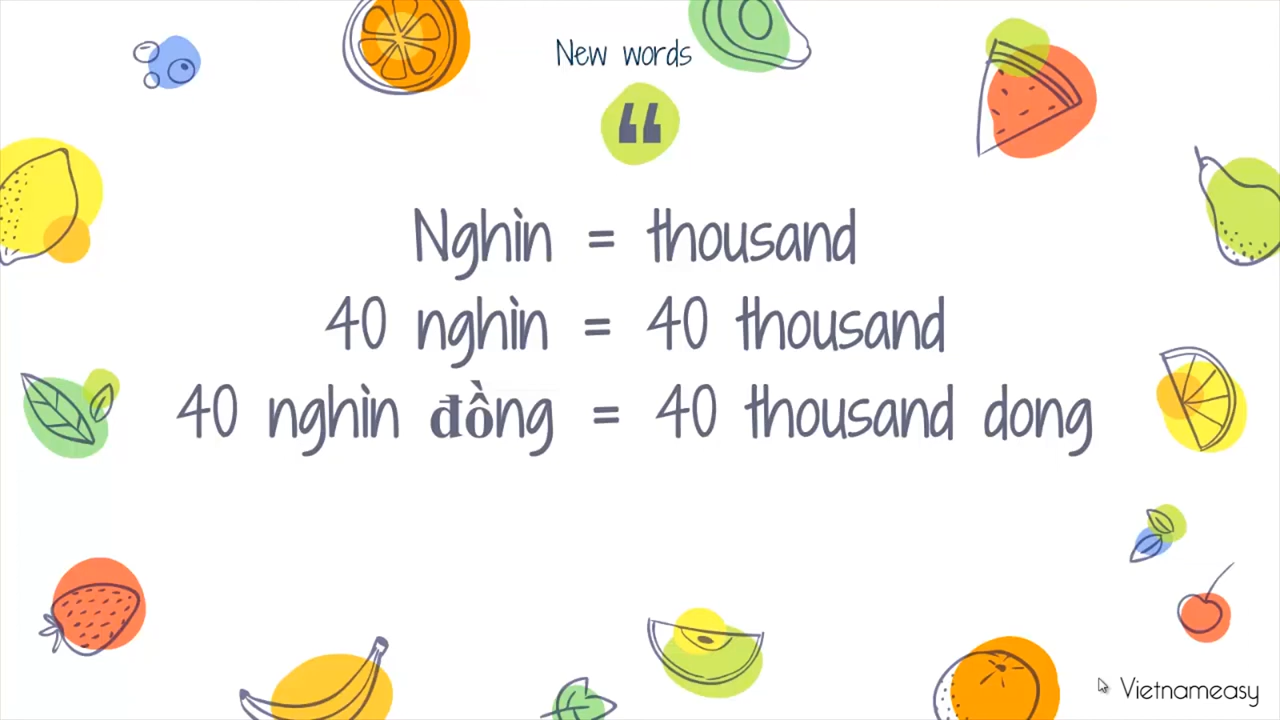 New words
“
Nghìn = thousand
40 nghìn = 40 thousand
40 nghìn đồng = 40 thousand dong
Vietnameasy